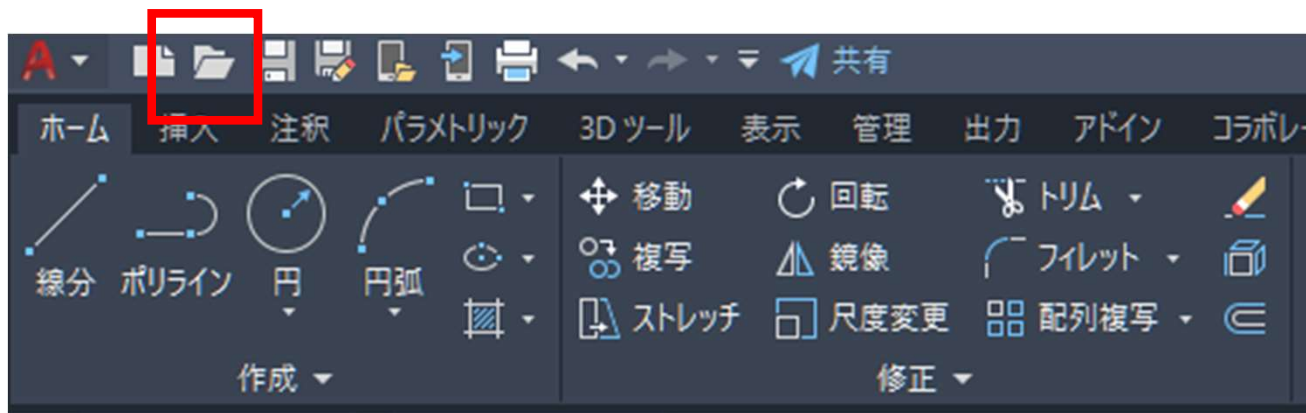 A 共有
ホーム 挿入 注釈 パラメトリック 3D ツール 表示 管理 出力 アドイン コラボレ
移動 回転 トリム
複写 鏡像 フィレット
線分 ポリライン 円 円弧
ストレッチ 尺度変更 配列複写
作成 修正